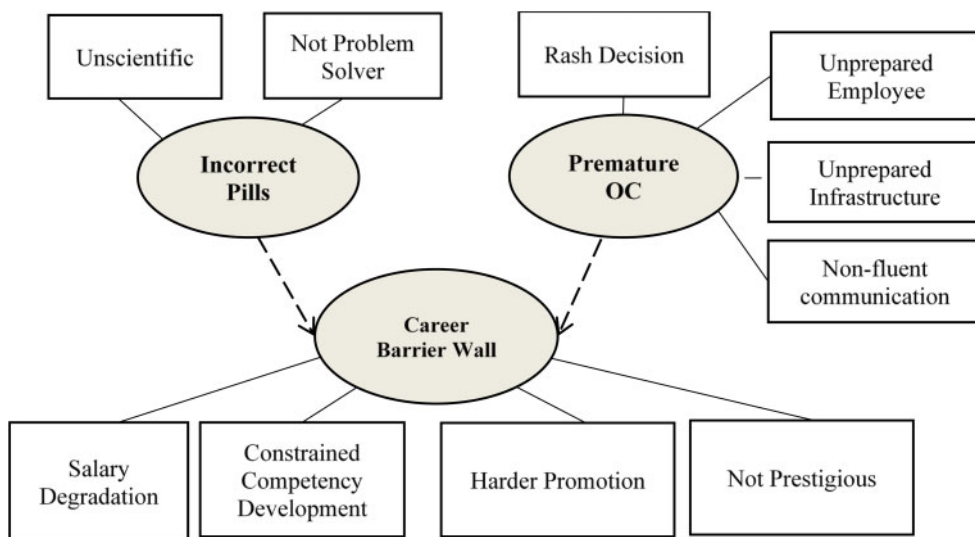 Unscientific
Not Problem
Solver
Rash Decision
Unprepared
Employee
Incorrect
Pills
Premature
OC
Unprepared
Infrastructure
Non-fluent
communication
Career
Barrier Wall
Salary
Degradation
Constrained
Competency
Development
Harder Promotion
Not Prestigious